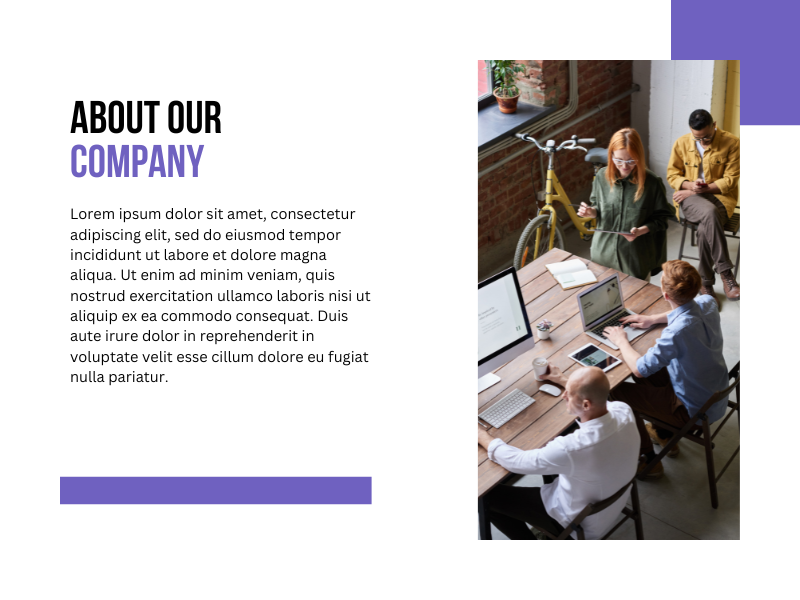 ABOUT OUR
COMPANY
Lorem ipsum dolor sit amet, consectetur
adipiscing elit, sed do eiusmod tempor
incididunt ut labore et dolore magna
aliqua. Ut enim ad minim veniam, quis
nostrud exercitation ullamco laboris nisi ut
aliquip ex ea commodo consequat. Duis
aute irure dolor in reprehenderit in
voluptate velit esse cillum dolore eu fugiat
nulla pariatur.